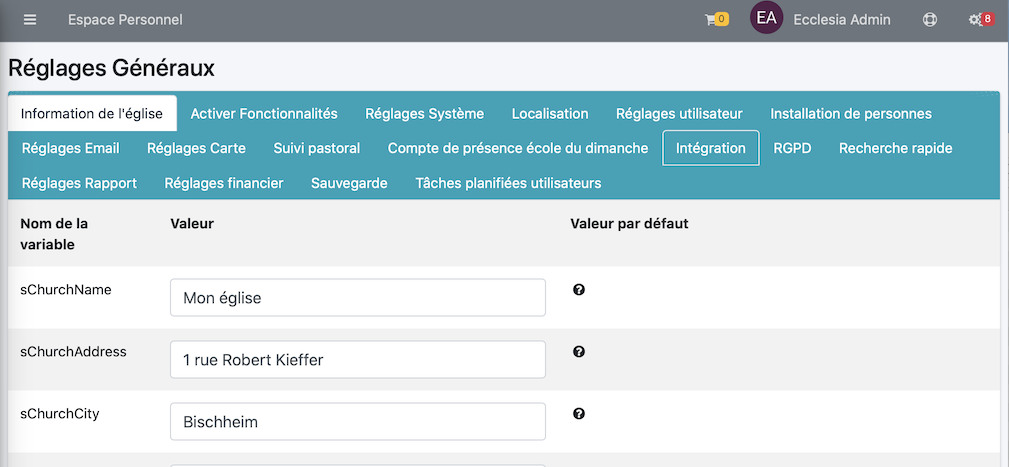 Espace Personnel 0 EA Ecclesia Admin 8
Réglages Généraux
Information de l'église Activer Fonctionnalités Réglages Système Localisation Réglages utilisateur Installation de personnes
Réglages Email Réglages Carte Suivi pastoral Compte de présence école du dimanche Intégration RGPD Recherche rapide
Réglages Rapport Réglages financier Sauvegarde Tâches planifiées utilisateurs
Nom de la variable Valeur Valeur par défaut
sChurchName Mon église
sChurchAddress 1 rue Robert Kieffer
sChurchCity Bischheim